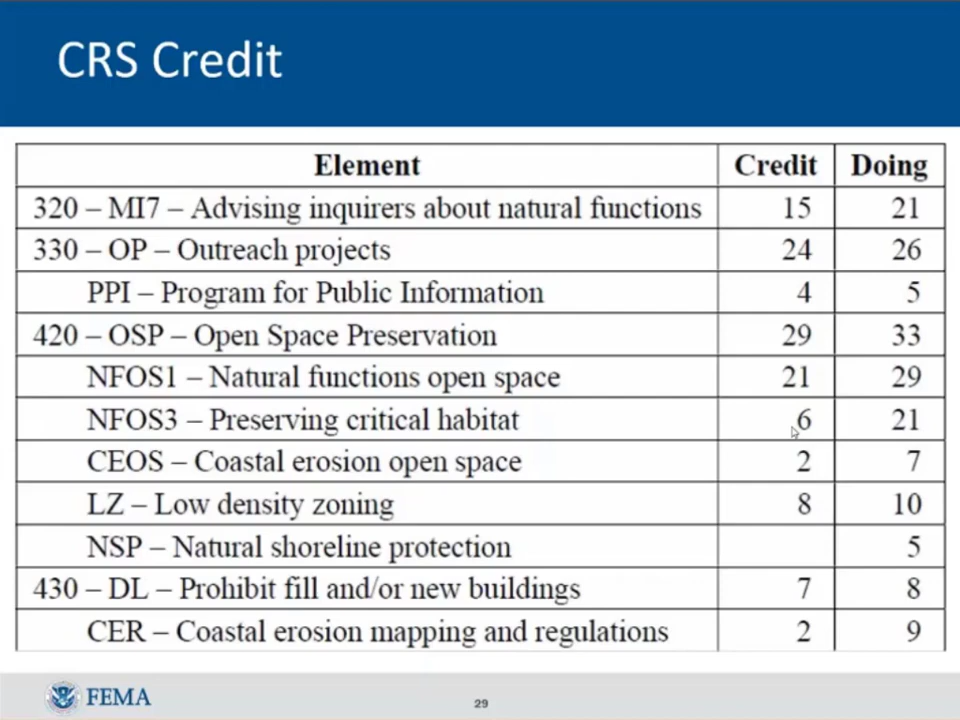 CRS Credit
Element Credit Doing
320 – MI7 – Advising inquirers about natural functions 15 21
330 – OP – Outreach projects 24 26
PPI – Program for Public Information 4 5
420 – OSP – Open Space Preservation 29 33
NFOS1 – Natural functions open space 21 29
NFOS3 – Preserving critical habitat 6 21
CEOS – Coastal erosion open space 2 7
LZ – Low density zoning 8 10
NSP – Natural shoreline protection 5
430 – DL – Prohibit fill and/or new buildings 7 8
CER – Coastal erosion mapping and regulations 2 9
FEMA 29